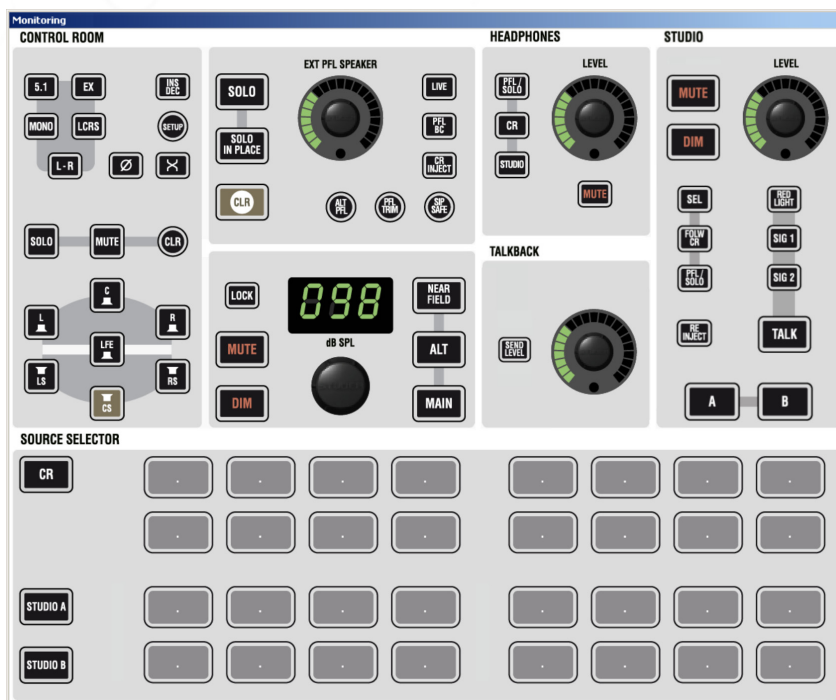 Monitoring
CONTROL ROOM
5.1
EX
INS
DEC
MONO
LCRS
SETUP
L-R
Ø
SOLO
MUTE
CLR
C
L
R
LFE
LS
RS
CS
EXT PFL SPEAKER
SOLO
LIVE
SOLO
IN PLACE
PFL
BC
CR
INJECT
CLR
ALT
PFL
PFL
TRIM
SIP
SAFE
LOCK
098
NEAR
FIELD
dB SPL
MUTE
ALT
DIM
MAIN
HEADPHONES
LEVEL
PFL/
SOLO
CR
STUDIO
MUTE
TALKBACK
SEND
LEVEL
STUDIO
LEVEL
MUTE
DIM
SEL
RED
LIGHT
FOLW
CR
SIG 1
PFL/
SOLO
SIG 2
RE
INJECT
TALK
A
B
SOURCE SELECTOR
CR
. . . . . . . .
. . . . . . . .
STUDIO A
. . . . . . . .
STUDIO B
. . . . . . . .